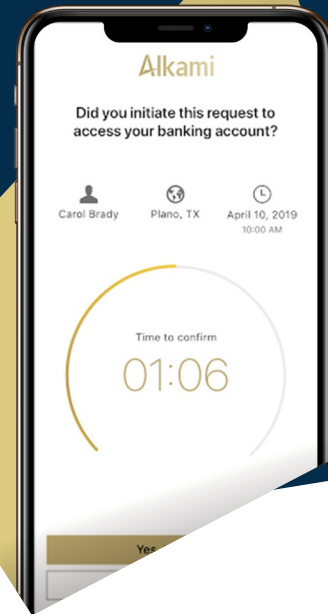 Alkami
Did you initiate this request to
access your banking account?
Carol Brady
Plano, TX
April 10, 2019
10:00 AM
Time to confirm
01:06
Yes